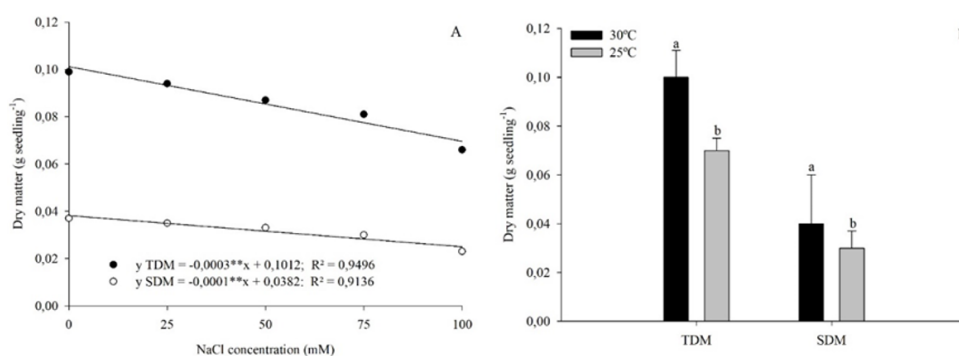 A
0,12
0,10
0,08
0,06
0,04
0,02
0,00
Dry matter (g seedling⁻¹)
y TDM = -0,0003**x + 0,1012; R² = 0,9496
y SDM = -0,0001**x + 0,0382; R² = 0,9136
0 25 50 75 100
NaCl concentration (mM)
30ºC
25ºC
0,12
0,10
0,08
0,06
0,04
0,02
0,00
Dry matter (g seedling⁻¹)
a
b
a
b
TDM SDM